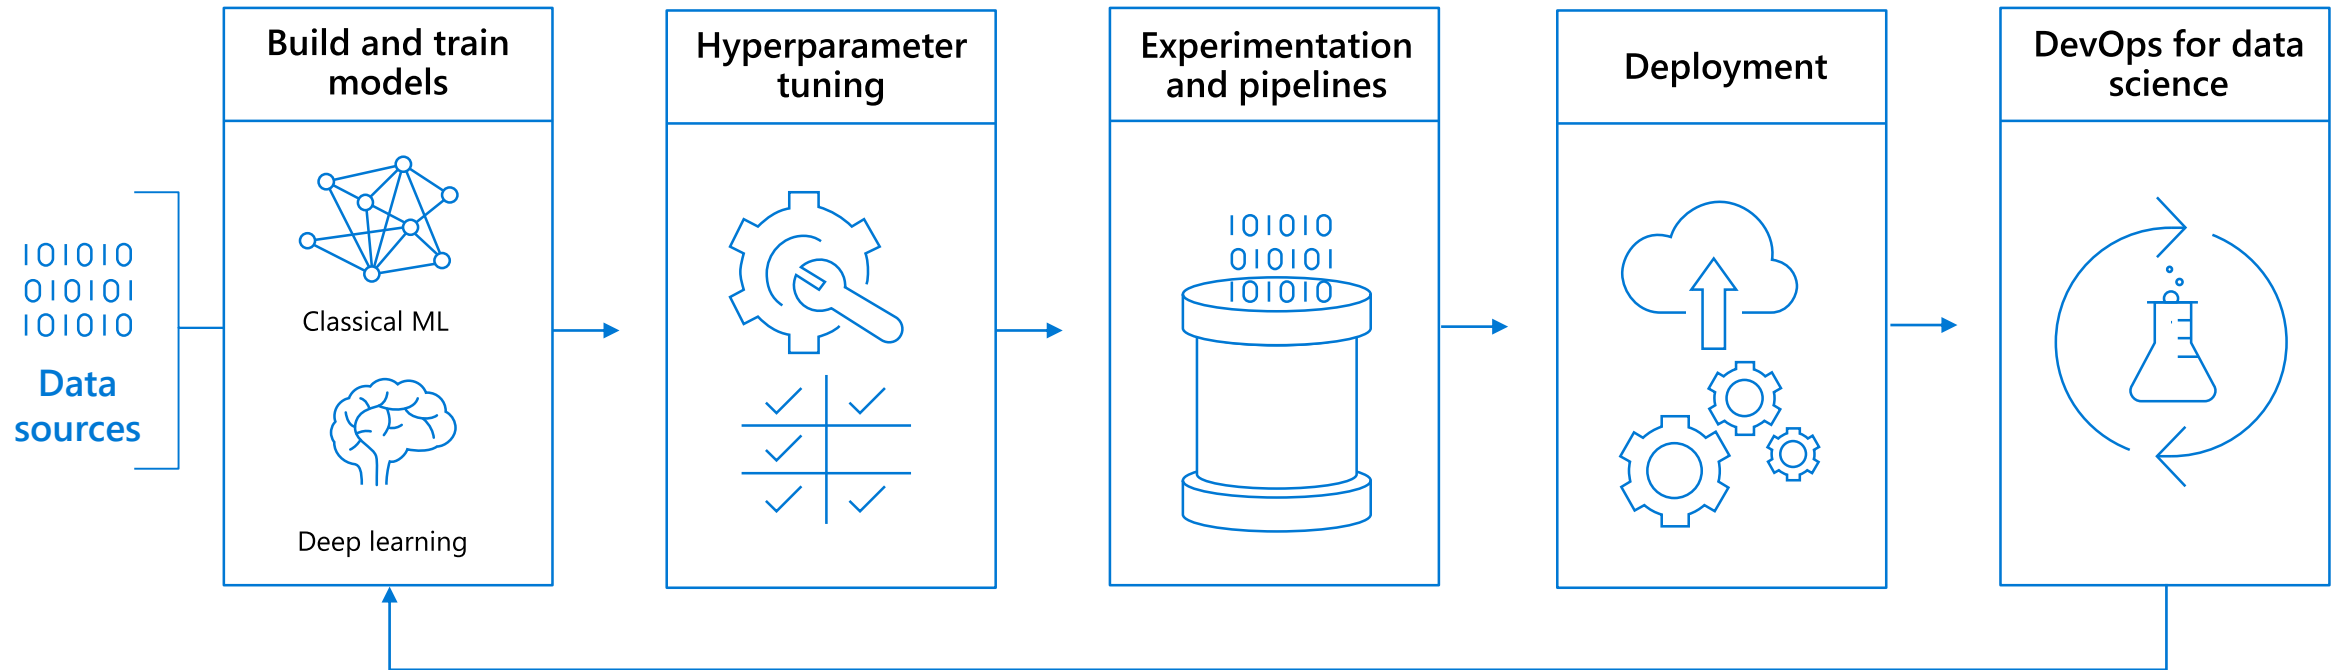 Build and train
models
Hyperparameter
tuning
Experimentation
and pipelines
Deployment
DevOps for data
science
101010
010101
101010
Data
sources
Classical ML
Deep learning
101010
010101
101010